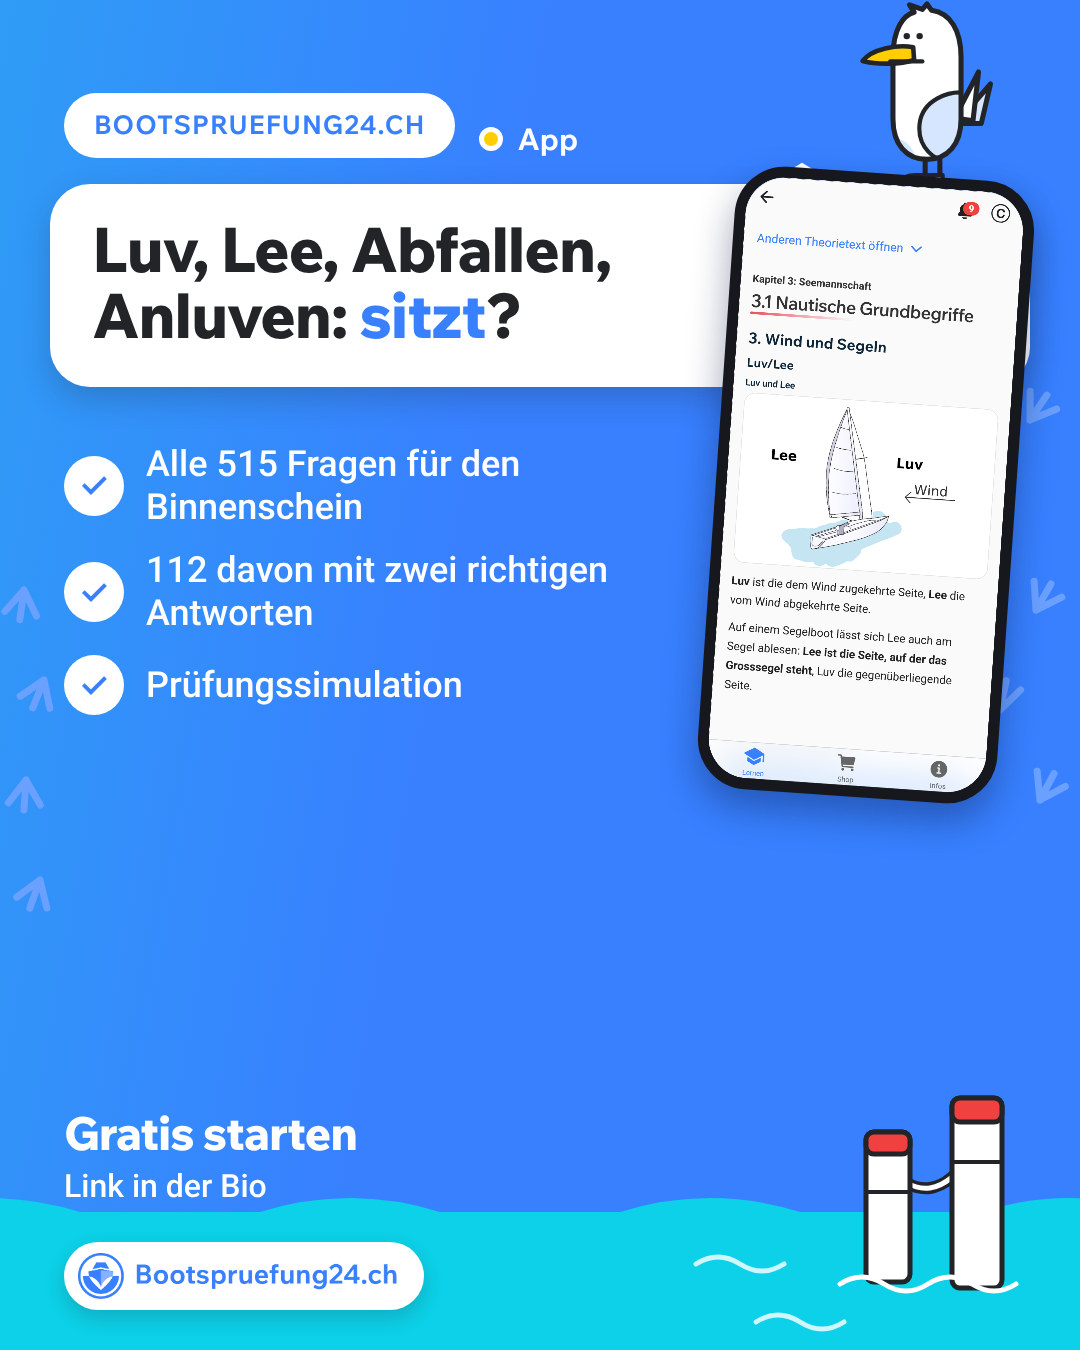 BOOTSPRUEFUNG24.CH
App
Luv, Lee, Abfallen,
Anluven: sitzt?
Alle 515 Fragen für den
Binnenschein
112 davon mit zwei richtigen
Antworten
Prüfungssimulation
9
C
Anderen Theorietext öffnen
Kapitel 3: Seemannschaft
3.1 Nautische Grundbegriffe
3. Wind und Segeln
Luv/Lee
Luv und Lee
Lee
Luv
Wind
Luv ist die dem Wind zugekehrte Seite, Lee die
vom Wind abgekehrte Seite.
Auf einem Segelboot lässt sich Lee auch am
Segel ablesen: Lee ist die Seite, auf der das
Grosssegel steht, Luv die gegenüberliegende
Seite.
Lernen
Shop
Infos
Gratis starten
Link in der Bio
Bootspruefung24.ch